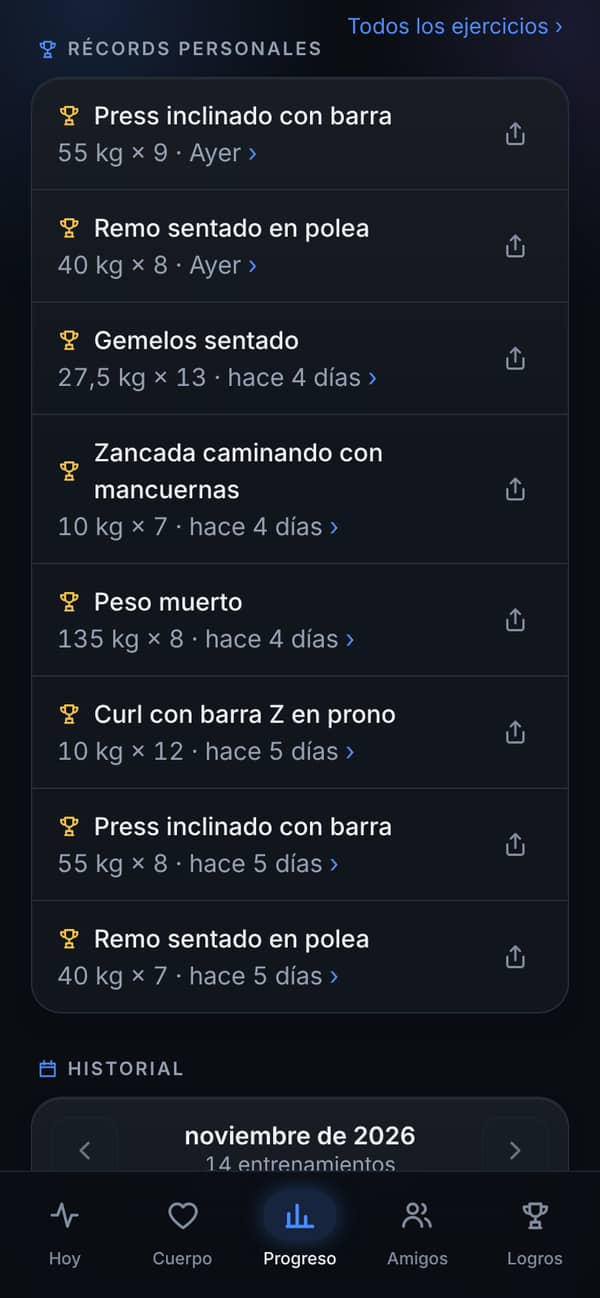 Todos los ejercicios ›
RÉCORDS PERSONALES
Press inclinado con barra
55 kg × 9 · Ayer ›
Remo sentado en polea
40 kg × 8 · Ayer ›
Gemelos sentado
27,5 kg × 13 · hace 4 días ›
Zancada caminando con
mancuernas
10 kg × 7 · hace 4 días ›
Peso muerto
135 kg × 8 · hace 4 días ›
Curl con barra Z en prono
10 kg × 12 · hace 5 días ›
Press inclinado con barra
55 kg × 8 · hace 5 días ›
Remo sentado en polea
40 kg × 7 · hace 5 días ›
HISTORIAL
noviembre de 2026
14 entrenamientos
Hoy
Cuerpo
Progreso
Amigos
Logros